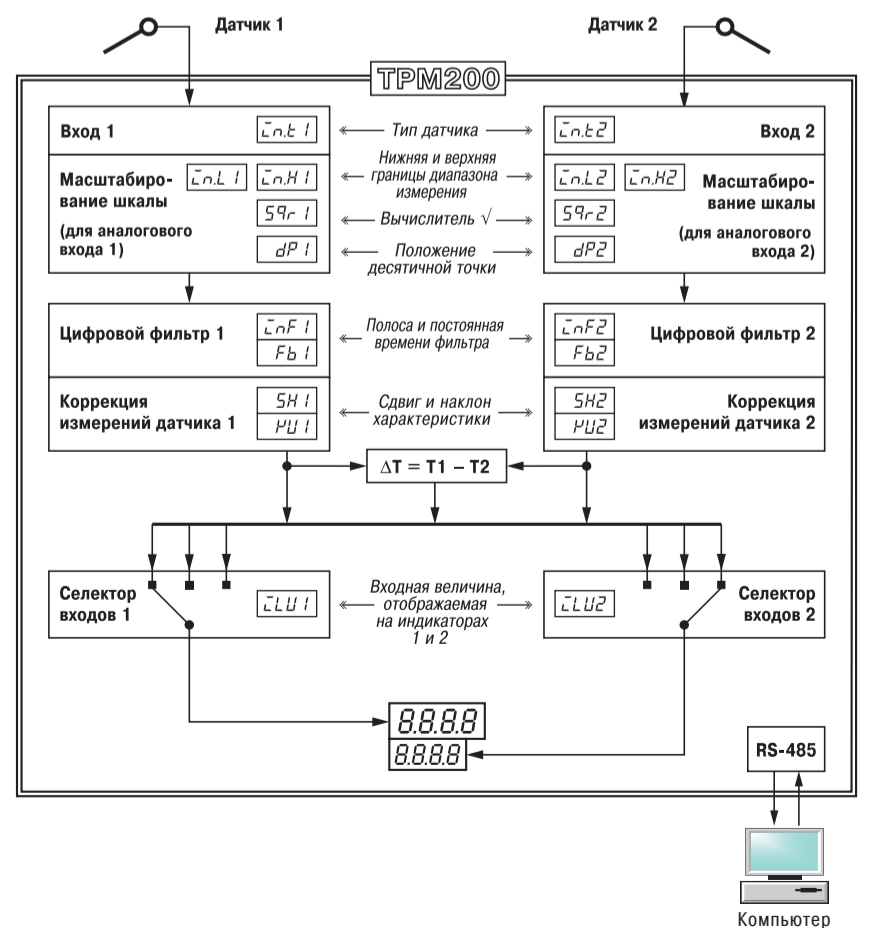 Датчик 1
Датчик 2
ТРМ200
Вход 1
in.t1
Тип датчика
in.t2
Вход 2
Масштабиро-
вание шкалы
(для аналогового
входа 1)
in.L1
in.H1
Sqr1
dP1
Нижняя и верхняя
границы диапазона
измерения
Вычислитель √
Положение
десятичной точки
in.L2
in.H2
Sqr2
dP2
Масштабиро-
вание шкалы
(для аналогового
входа 2)
Цифровой фильтр 1
inF1
Fb1
Полоса и постоянная
времени фильтра
inF2
Fb2
Цифровой фильтр 2
Коррекция
измерений датчика 1
SH1
KU1
Сдвиг и наклон
характеристики
SH2
KU2
Коррекция
измерений датчика 2
ΔT = T1 – T2
Селектор
входов 1
iLU1
Входная величина,
отображаемая
на индикаторах
1 и 2
iLU2
Селектор
входов 2
8.8.8.8
8.8.8.8
RS-485
Компьютер